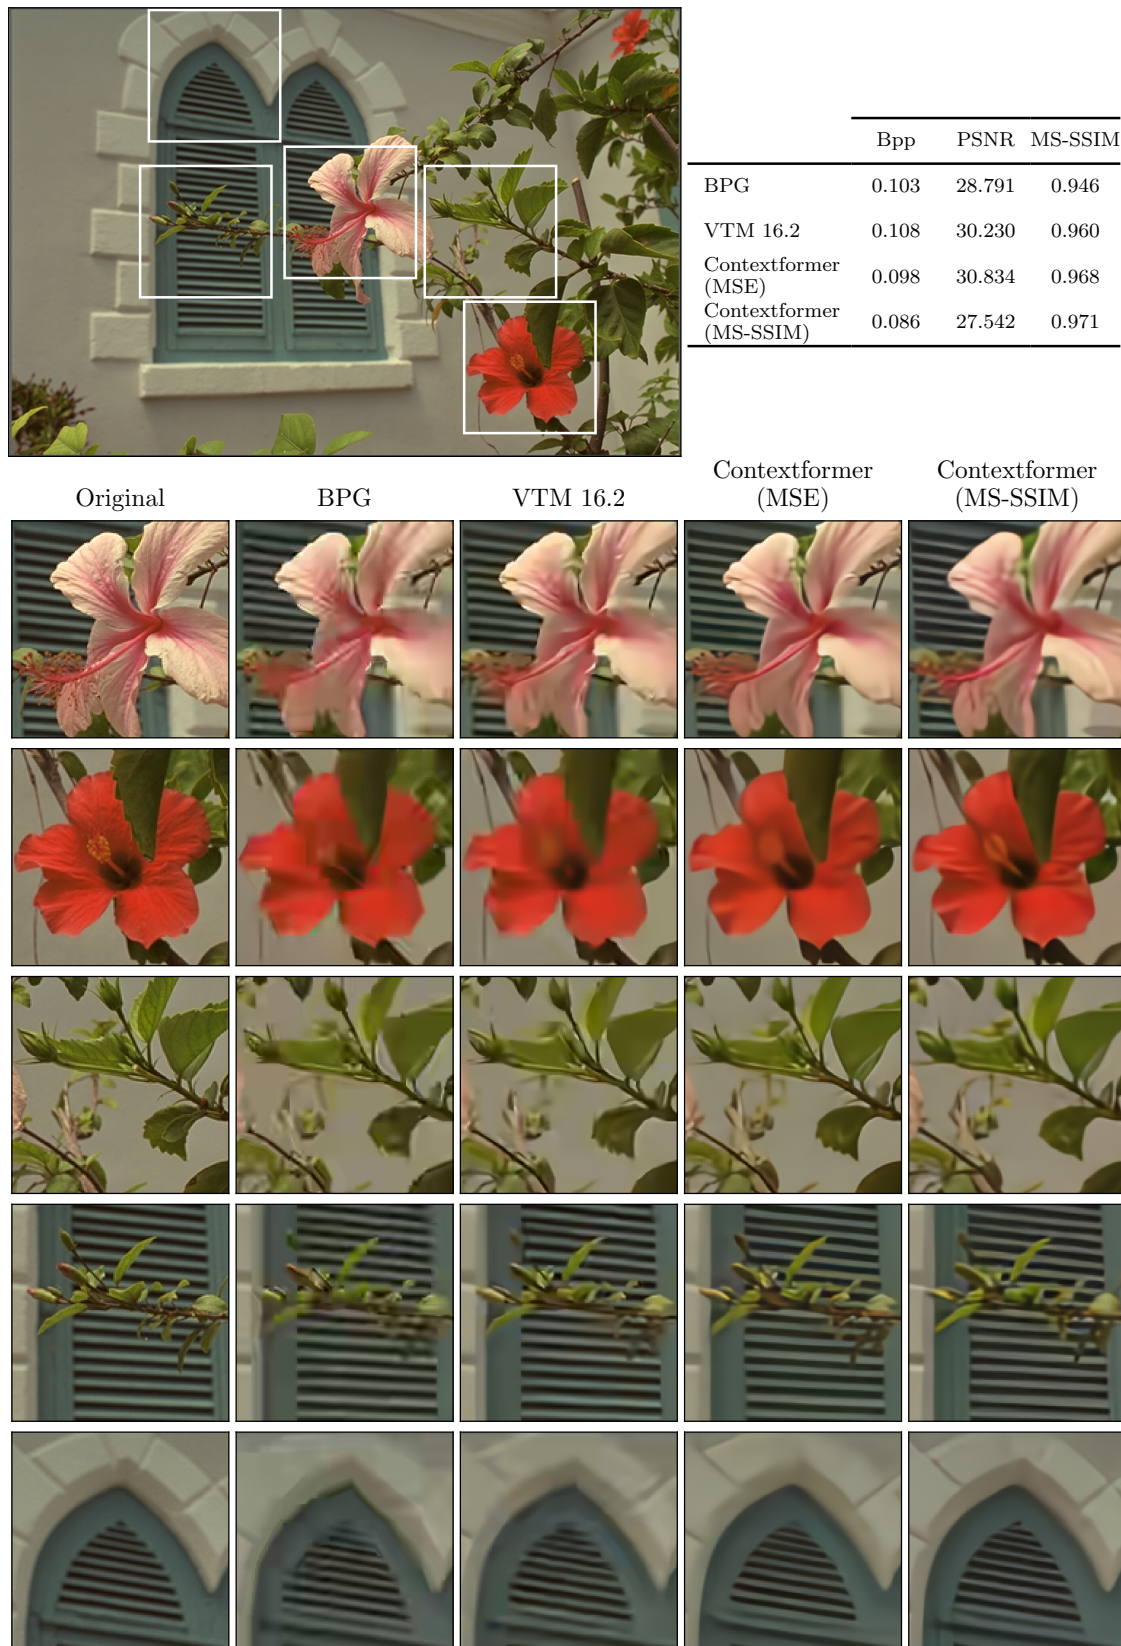 Bpp PSNR MS-SSIM
BPG 0.103 28.791 0.946
VTM 16.2 0.108 30.230 0.960
Contextformer
(MSE) 0.098 30.834 0.968
Contextformer
(MS-SSIM) 0.086 27.542 0.971
Original BPG VTM 16.2 Contextformer (MSE) Contextformer (MS-SSIM)